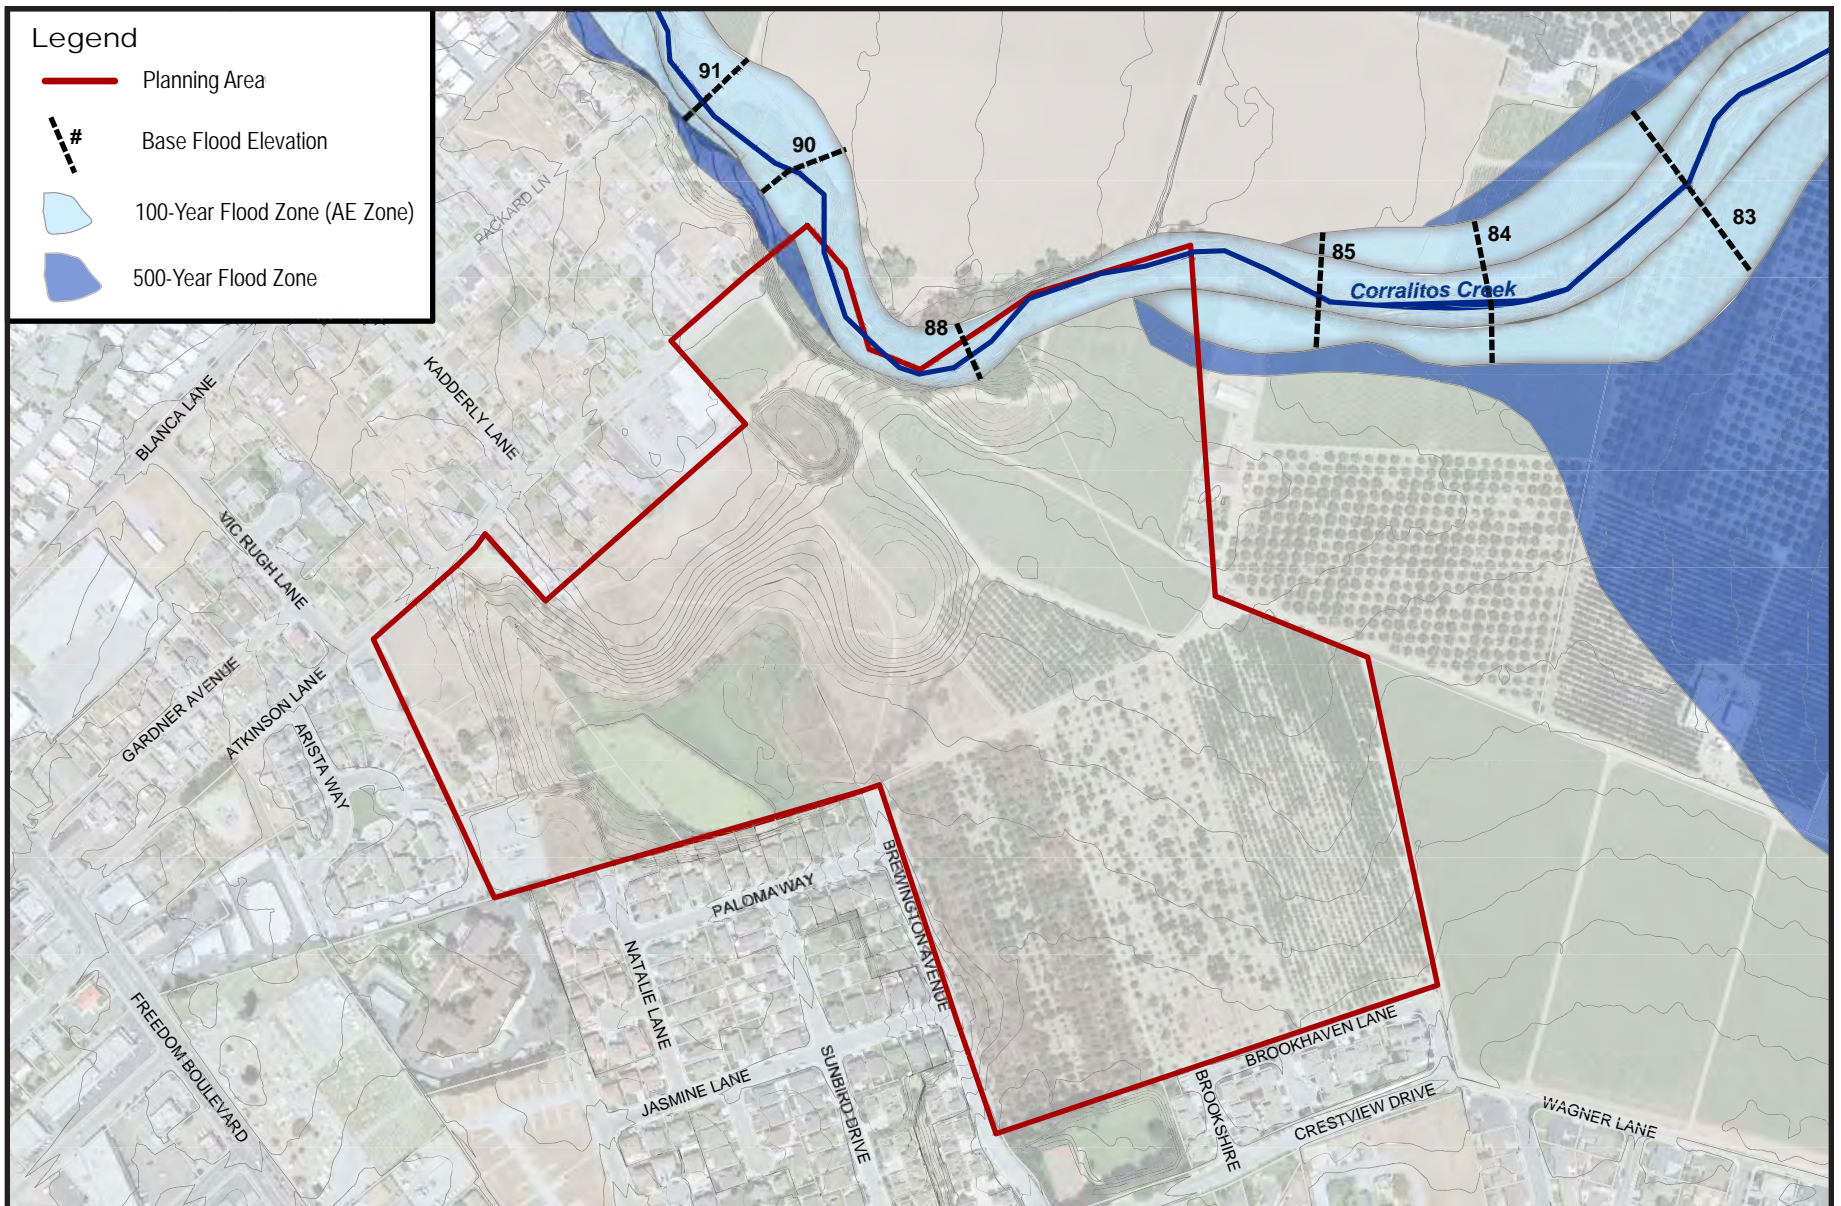 Legend
Planning Area
#
Base Flood Elevation
100-Year Flood Zone (AE Zone)
500-Year Flood Zone
91
90
PACKARD LN
88
85
84
83
Corralitos Creek
BLANCA LANE
KADDERLY LANE
VIC RUGH LANE
GARDNER AVENUE
ATKINSON LANE
ARISTA WAY
PALOMA WAY
BREWINGTON AVENUE
NATALIE LANE
FREEDOM BOULEVARD
JASMINE LANE
SUNBIRD DRIVE
BROOKHAVEN LANE
BROOKSHIRE
CRESTVIEW DRIVE
WAGNER LANE